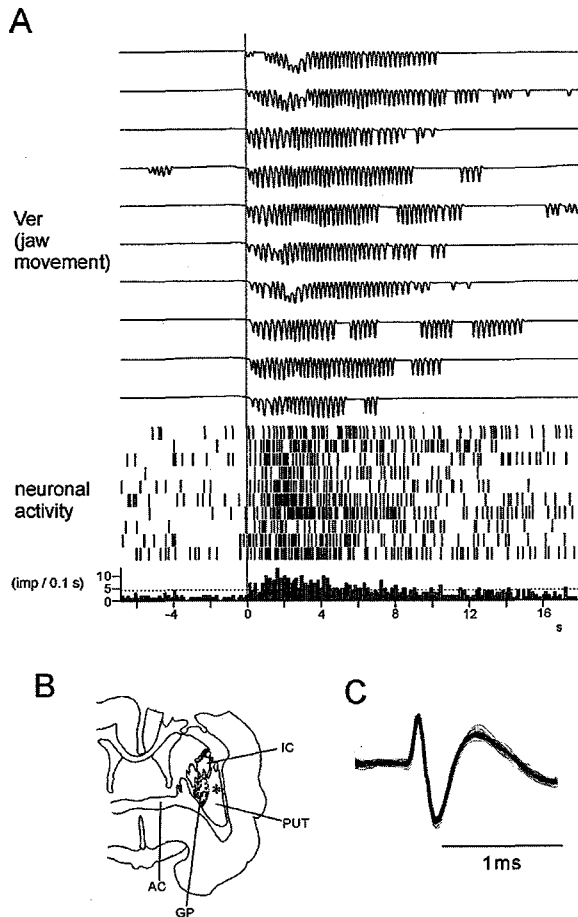 A
Ver
(jaw
movement)
neuronal
activity
(imp / 0.1 s)
10
5
0
-4 0 4 8 12 16
s
B
IC
PUT
AC
GP
*
C
1ms